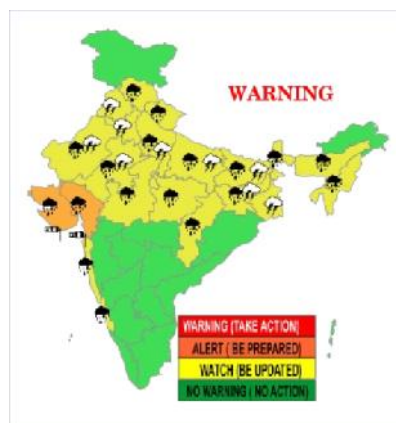 WARNING
WARNING (TAKE ACTION)
ALERT ( BE PREPARED)
WATCH (BE UPDATED)
NO WARNING ( NO ACTION)